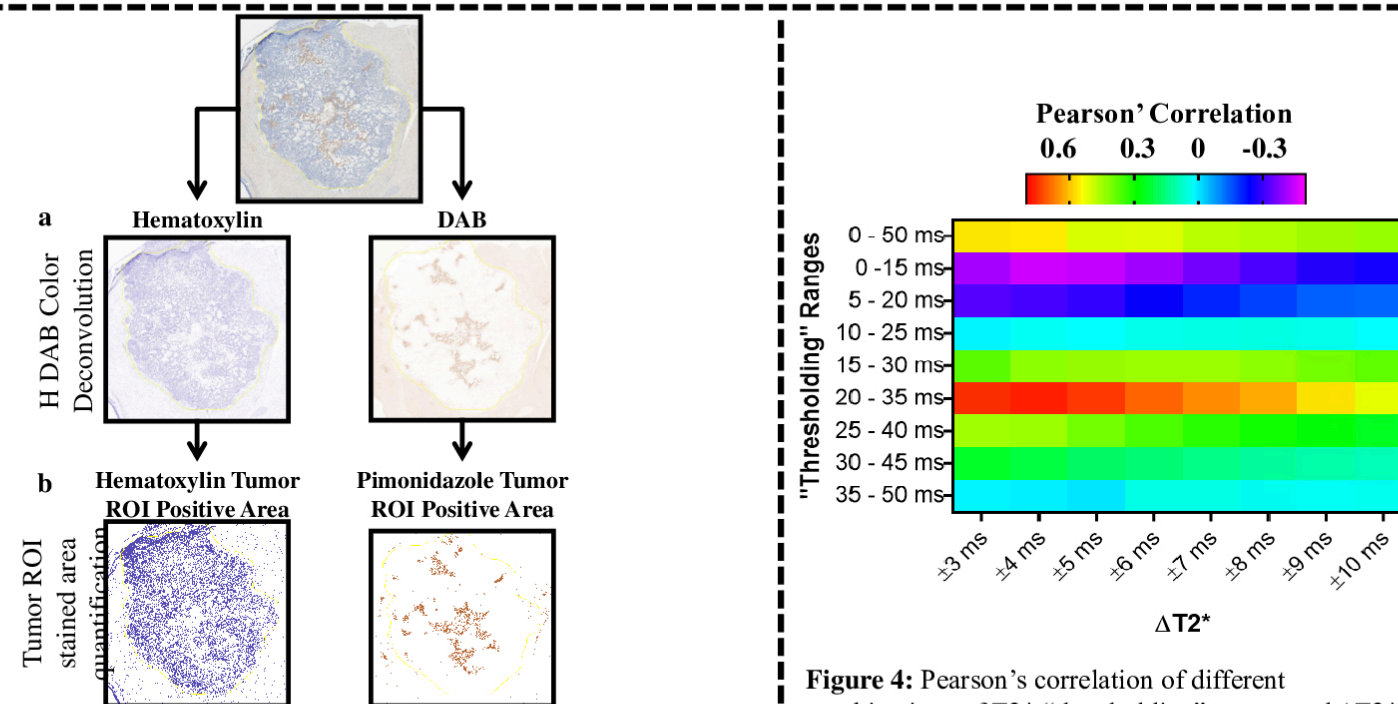 a
Hematoxylin
DAB
H DAB Color
Deconvolution
b
Hematoxylin Tumor
ROI Positive Area
Pimonidazole Tumor
ROI Positive Area
Tumor ROI
stained area
quantification
Pearson’ Correlation
0.6 0.3 0 -0.3
"Thresholding" Ranges
0 - 50 ms
0 -15 ms
5 - 20 ms
10 - 25 ms
15 - 30 ms
20 - 35 ms
25 - 40 ms
30 - 45 ms
35 - 50 ms
±3 ms ±4 ms ±5 ms ±6 ms ±7 ms ±8 ms ±9 ms ±10 ms
ΔT2*
Figure 4: Pearson’s correlation of different